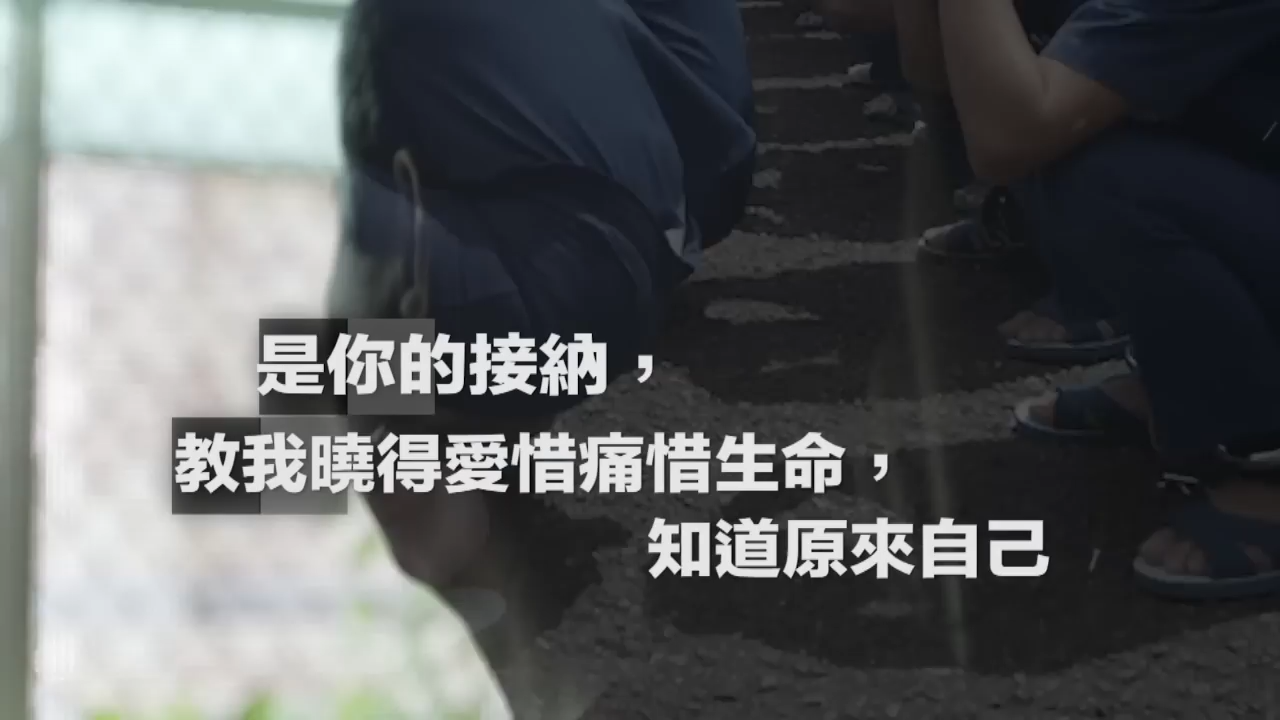 是你的接納，
教我曉得愛惜痛惜生命，
知道原來自己